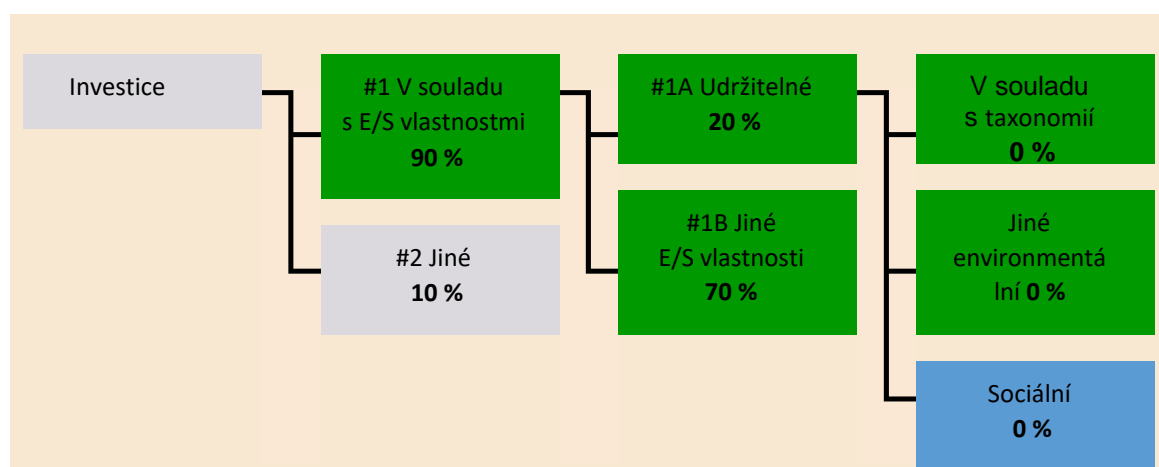 Investice
#1 V souladu
s E/S vlastnostmi
90 %
#2 Jiné
10 %
#1A Udržitelné
20 %
#1B Jiné
E/S vlastnosti
70 %
V souladu
s taxonomií
0 %
Jiné
environmentá
lní 0 %
Sociální
0 %